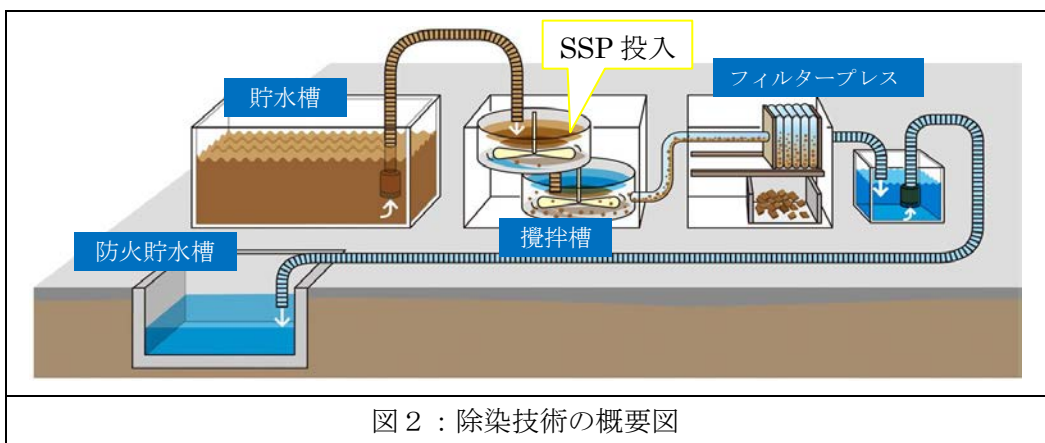 SSP 投入
フィルタープレス
貯水槽
攪拌槽
防火貯水槽
図２：除染技術の概要図